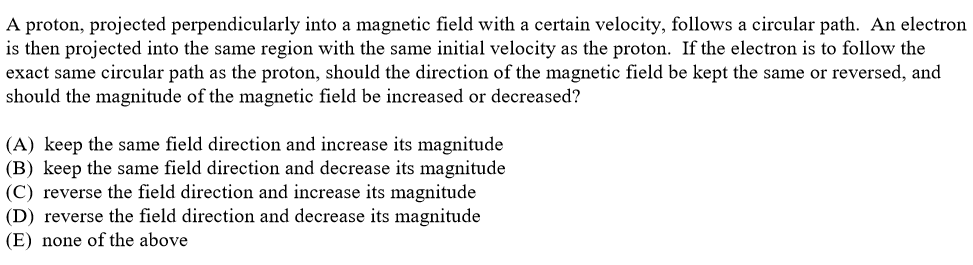 A proton, projected perpendicularly into a magnetic field with a certain velocity, follows a circular path.  An electron
is then projected into the same region with the same initial velocity as the proton.  If the electron is to follow the
exact same circular path as the proton, should the direction of the magnetic field be kept the same or reversed, and
should the magnitude of the magnetic field be increased or decreased?
(A) keep the same field direction and increase its magnitude
(B) keep the same field direction and decrease its magnitude
(C) reverse the field direction and increase its magnitude
(D) reverse the field direction and decrease its magnitude
(E) none of the above